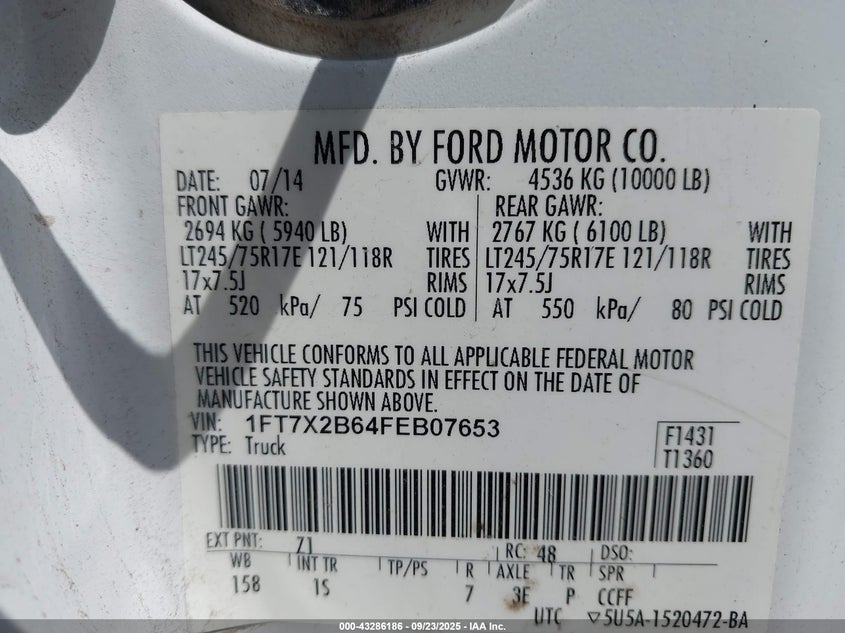 MFD. BY FORD MOTOR CO.
DATE: 07/14 GVWR: 4536 KG (10000 LB)
FRONT GAWR: REAR GAWR:
2694 KG ( 5940 LB) WITH 2767 KG ( 6100 LB) WITH
LT245/75R17E 121/118R TIRES LT245/75R17E 121/118R TIRES
17x7.5J RIMS 17x7.5J RIMS
AT 520 kPa/ 75 PSI COLD AT 550 kPa/ 80 PSI COLD
THIS VEHICLE CONFORMS TO ALL APPLICABLE FEDERAL MOTOR
VEHICLE SAFETY STANDARDS IN EFFECT ON THE DATE OF
MANUFACTURE SHOWN ABOVE.
VIN: 1FT7X2B64FEB07653
TYPE: Truck
F1431
T1360
EXT PNT: Z1 RC: 48 DSO:
WB INT TR TP/PS R AXLE TR SPR
158 1S 7 3E P CCFF
UTC ▽5U5A-1520472-BA
000-43286186 - 09/23/2025 - IAA Inc.